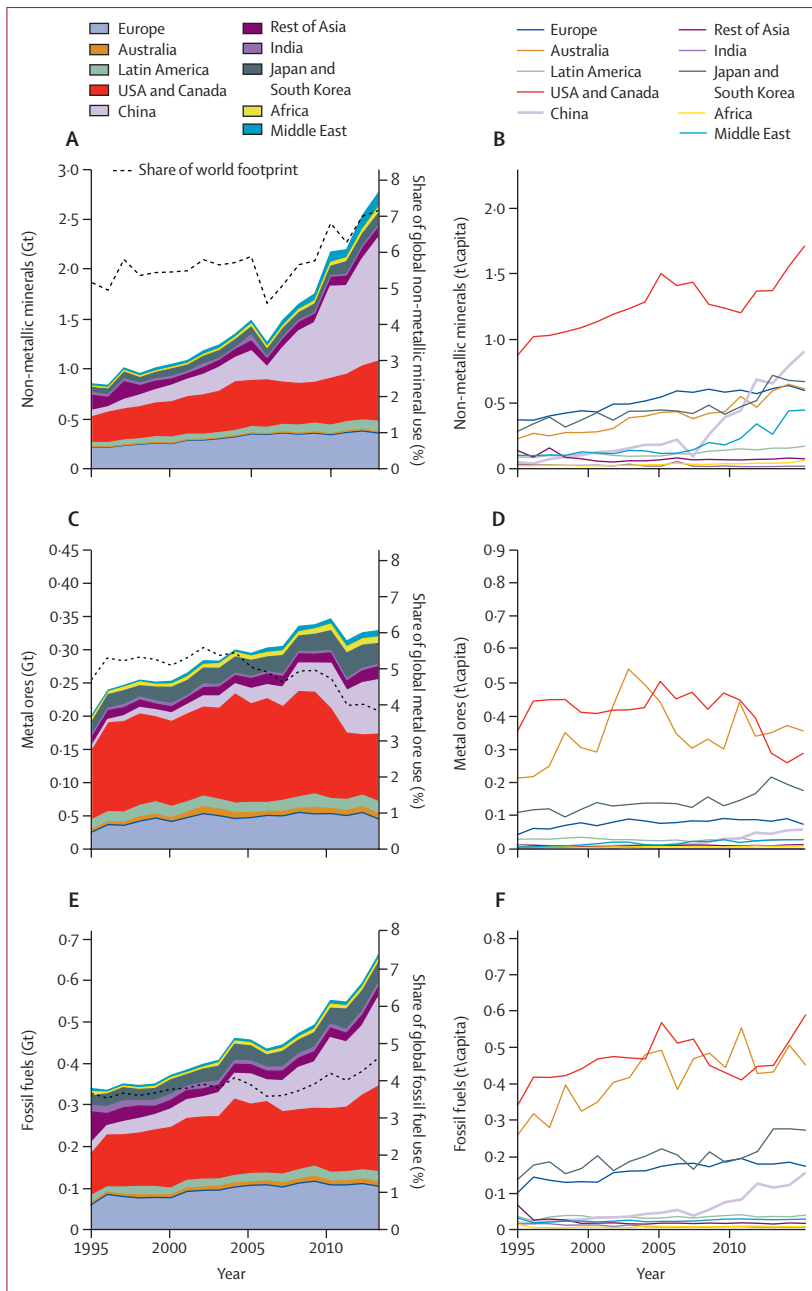 Europe
Australia
Latin America
USA and Canada
China
Rest of Asia
India
Japan and
South Korea
Africa
Middle East
Europe
Australia
Latin America
USA and Canada
China
Rest of Asia
India
Japan and
South Korea
Africa
Middle East
A
Share of world footprint
3·0
2·5
2·0
1·5
1·0
0·5
0
Non-metallic minerals (Gt)
8
7
6
5
4
3
2
1
0
Share of global non-metallic
mineral use (%)
B
2·0
1·5
1·0
0·5
0
Non-metallic minerals (t\capita)
C
0·45
0·40
0·35
0·30
0·25
0·20
0·15
0·10
0·5
0
Metal ores (Gt)
8
7
6
5
4
3
2
1
0
Share of global metal ore use (%)
D
0·9
0·8
0·7
0·6
0·5
0·4
0·3
0·2
0·1
0
Metal ores (t\capita)
E
0·7
0·6
0·5
0·4
0·3
0·2
0·1
0
Fossil fuels (Gt)
8
7
6
5
4
3
2
1
0
Share of global fossil fuel use (%)
1995
2000
2005
2010
Year
F
0·8
0·7
0·6
0·5
0·4
0·3
0·2
0·1
0
Fossil fuels (t\capita)
1995
2000
2005
2010
Year